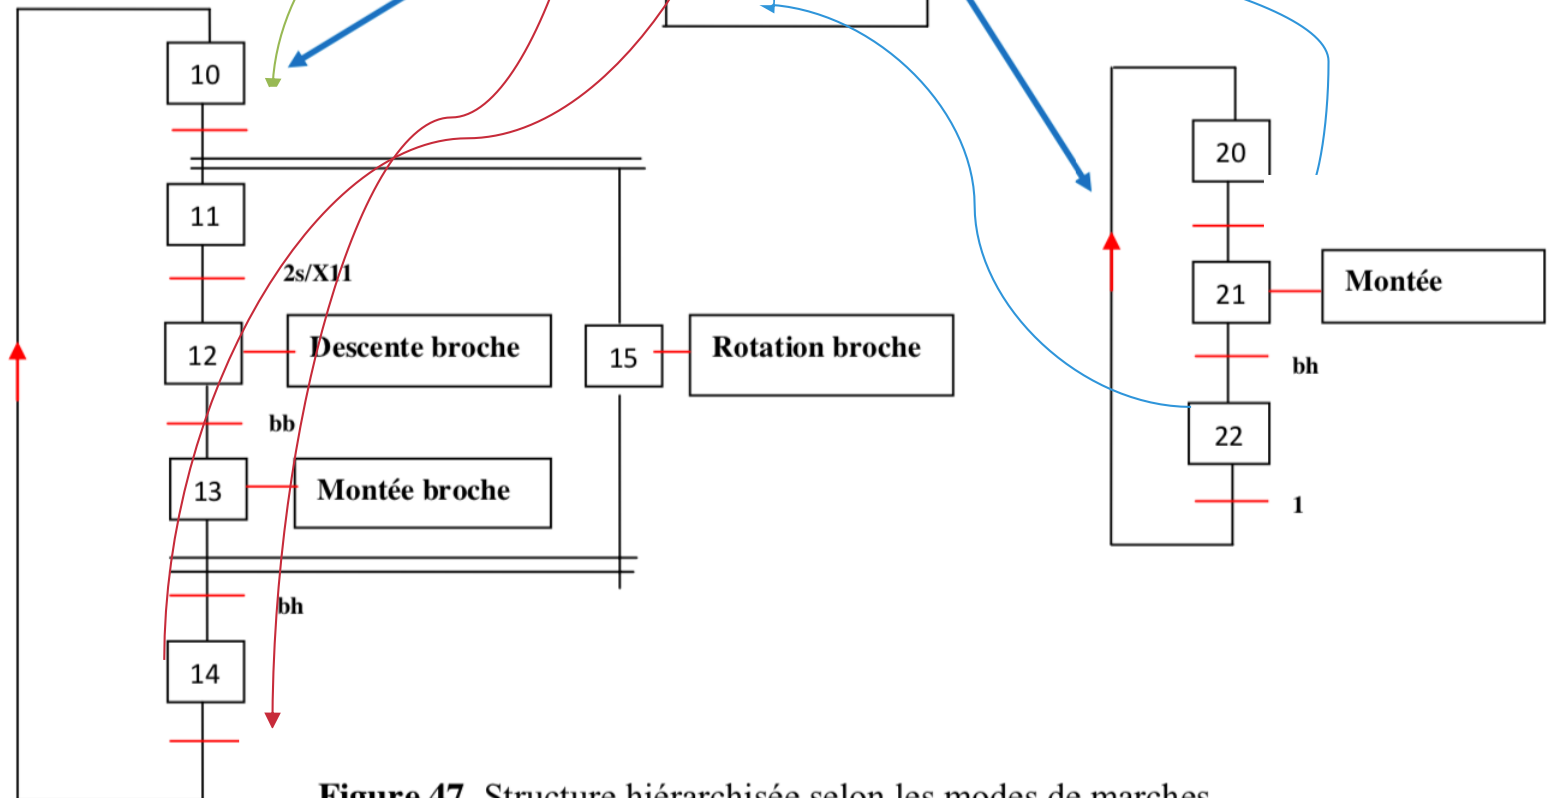 10
20
11
2s/X11
Montée
21
Descente broche
Rotation broche
12
15
bh
bb
22
13
Montée broche
1
bh
14
Figure 47. Structure hiérarchisée selon les modes de marches